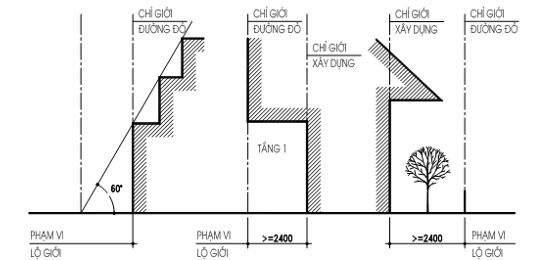 CHỈ GIỚI
ĐƯỜNG ĐỎ
CHỈ GIỚI
ĐƯỜNG ĐỎ
CHỈ GIỚI
XÂY DỰNG
CHỈ GIỚI
XÂY DỰNG
CHỈ GIỚI
ĐƯỜNG ĐỎ
TẦNG 1
60°
PHẠM VI
LỘ GIỚI
PHẠM VI
LỘ GIỚI
>=2400
>=2400
PHẠM VI
LỘ GIỚI